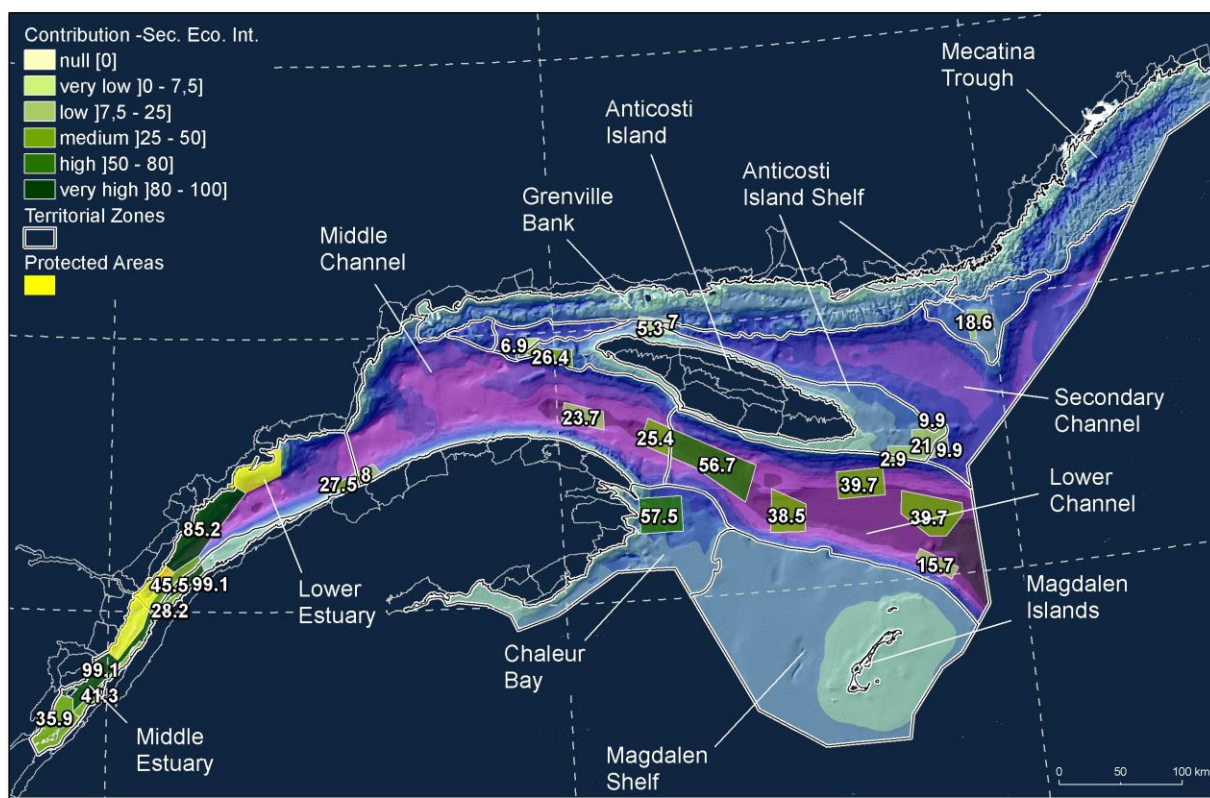 Contribution -Sec. Eco. Int.
null [0]
very low ]0 - 7,5]
low ]7,5 - 25]
medium ]25 - 50]
high ]50 - 80]
very high ]80 - 100]
Territorial Zones
Protected Areas
Mecatina
Trough
Anticosti
Island
Anticosti
Island Shelf
Grenville
Bank
Middle
Channel
5.3
7
18.6
6.9
26.4
Secondary
Channel
23.7
9.9
25.4
21
9.9
2.9
56.7
8
27.5
39.7
Lower
Channel
57.5
38.5
39.7
85.2
15.7
45.5
99.1
Lower
Estuary
Magdalen
Islands
28.2
Chaleur
Bay
99.1
41.3
35.9
Middle
Estuary
Magdalen
Shelf
0 50 100 km